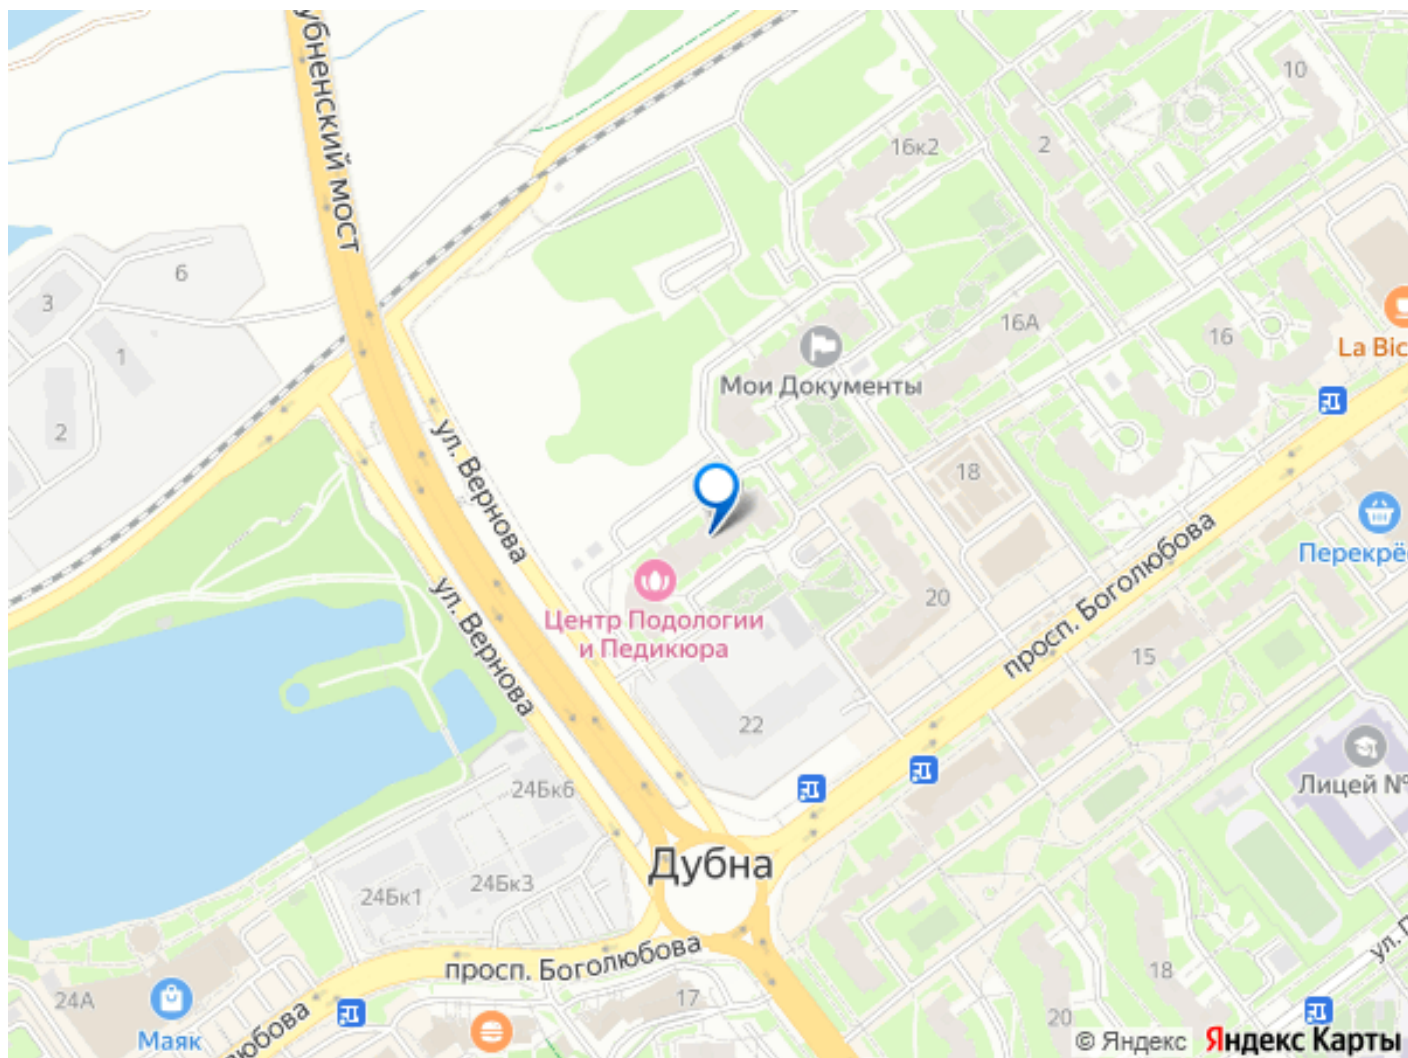 убненский мост
10
16к2
2
6
3
1
2
16А
16
La Bic
Мои Документы
ул. Вернова
18
Перекрё
просп. Боголюбова
20
Центр Подологии
и Педикюра
ул. Вернова
15
22
Лицей №
24Бк6
Дубна
24Бк3
24Бк1
просп. Боголюбова
24А
Маяк
любова
17
18
20
ул. П
© Яндекс
Яндекс Карты